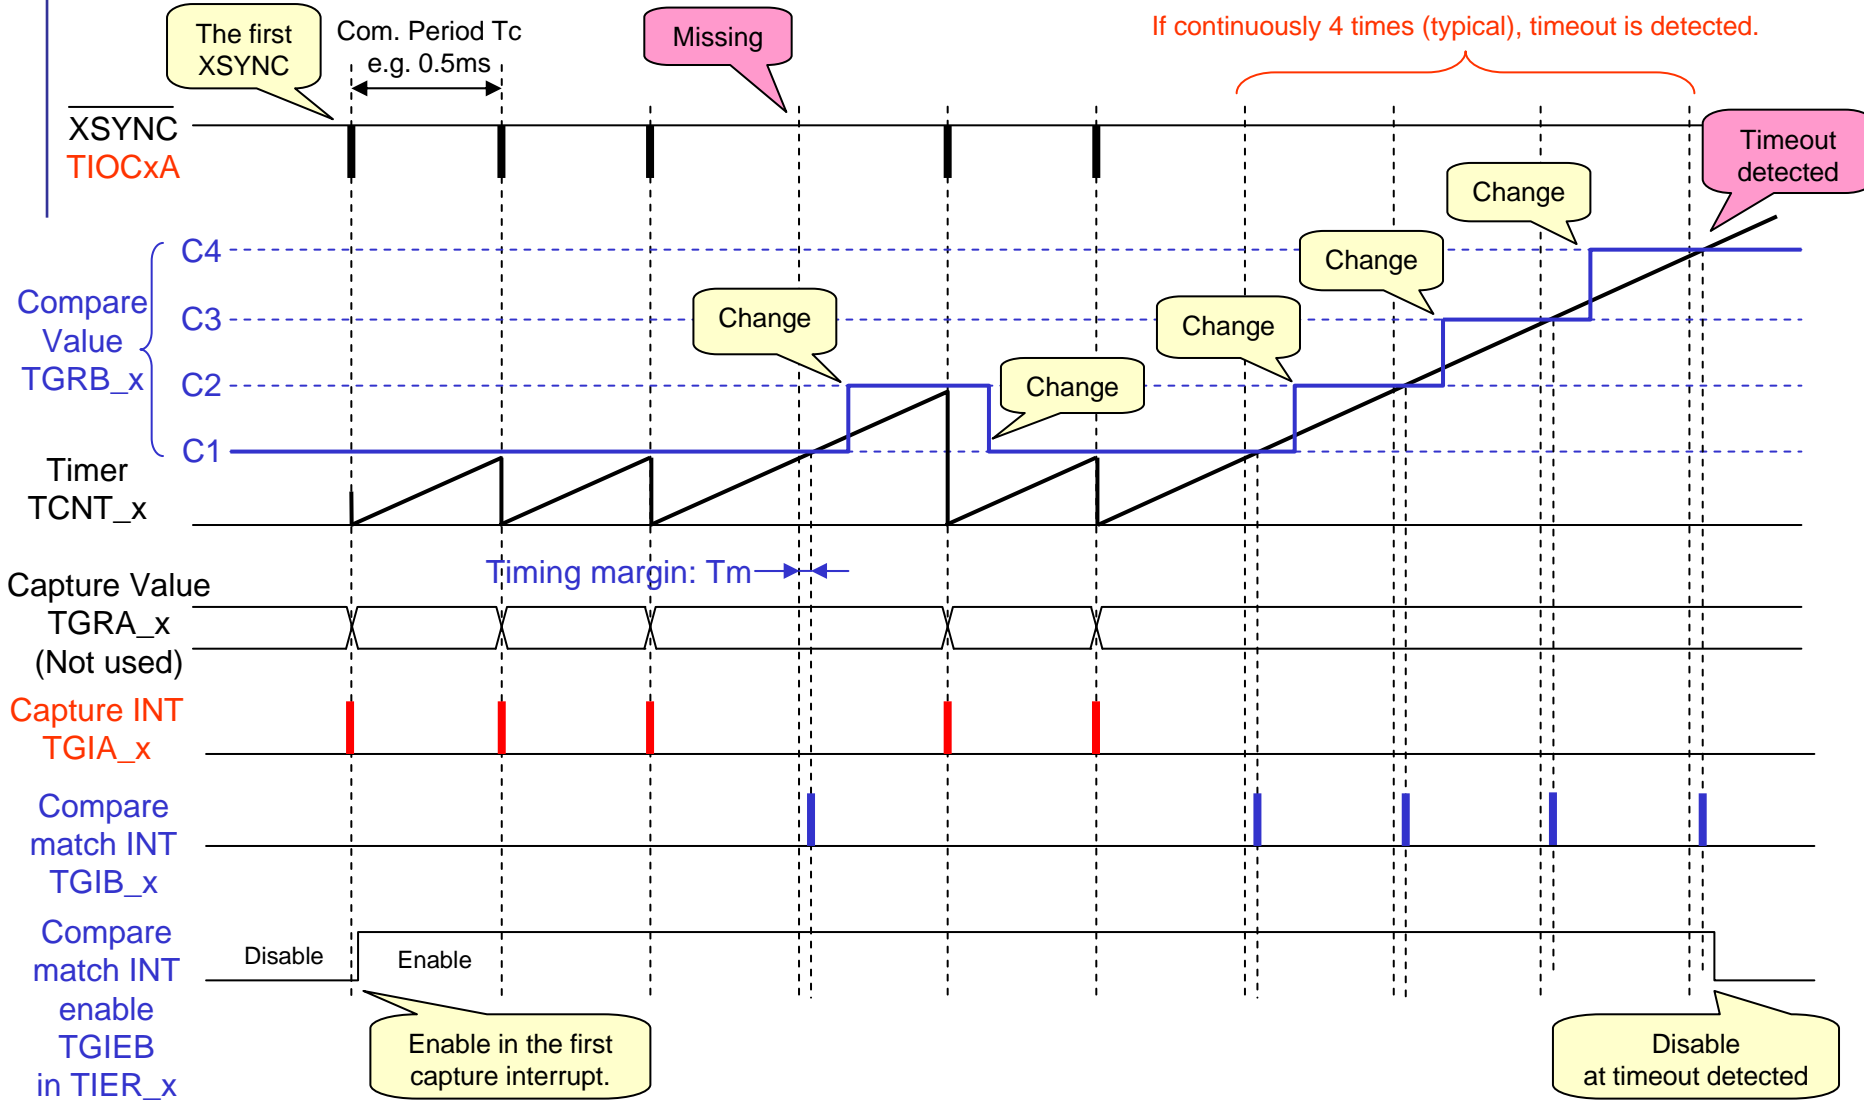 The first
XSYNC
Com. Period Tc
e.g. 0.5ms
Missing
If continuously 4 times (typical), timeout is detected.
XSYNC
TIOCxA
Timeout
detected
Change
Change
Change
Change
Change
C4
C3
C2
C1
Compare
Value
TGRB_x
Timer
TCNT_x
Timing margin: Tm
Capture Value
TGRA_x
(Not used)
Capture INT
TGIA_x
Compare
match INT
TGIB_x
Compare
match INT
enable
TGIEB
in TIER_x
Disable
Enable
Enable in the first
capture interrupt.
Disable
at timeout detected